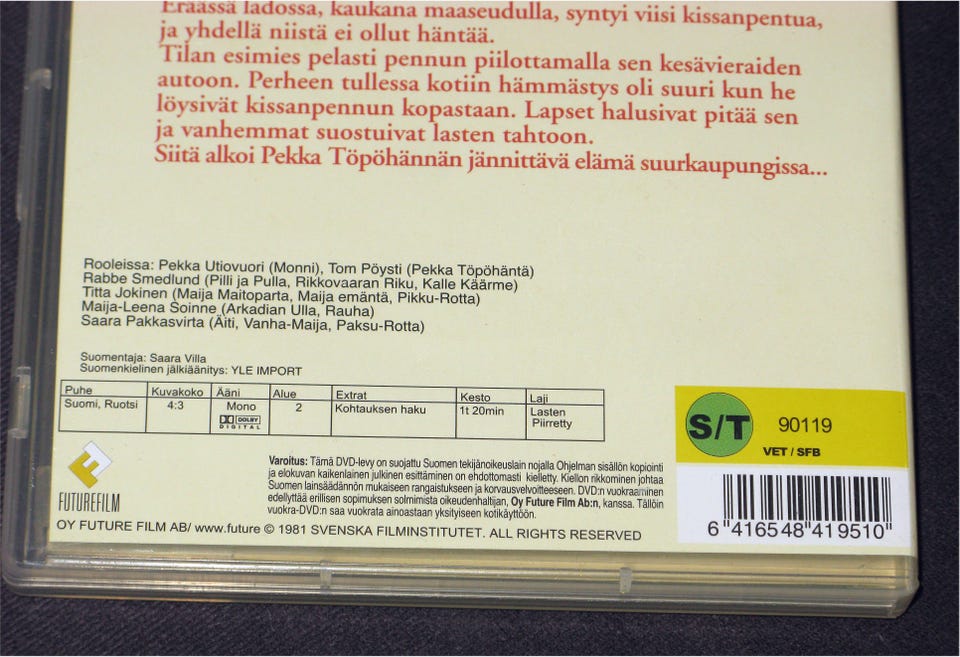 Eräässä ladossa, kaukana maaseudulla, syntyi viisi kissanpentua,
ja yhdellä niistä ei ollut häntää.
Tilan esimies pelasti pennun piilottamalla sen kesävieraiden
autoon. Perheen tullessa kotiin hämmästys oli suuri kun he
löysivät kissanpennun kopastaan. Lapset halusivat pitää sen
ja vanhemmat suostuivat lasten tahtoon.
Siitä alkoi Pekka Töpöhännän jännittävä elämä suurkaupungissa...
Rooleissa: Pekka Utiovuori (Monni), Tom Pöysti (Pekka Töpöhäntä)
Rabbe Smedlund (Pilli ja Pulla, Rikkovaaran Riku, Kalle Käärme)
Titta Jokinen (Maija Maitoparta, Maija emäntä, Pikku-Rotta)
Maija-Leena Soinne (Arkadian Ulla, Rauha)
Saara Pakkasvirta (Äiti, Vanha-Maija, Paksu-Rotta)
Suomentaja: Saara Villa
Suomenkielinen jälkiäänitys: YLE IMPORT
Puhe Kuvakoko Ääni Alue Extrat Kesto Laji
Suomi, Ruotsi 4:3 Mono 2 Kohtauksen haku 1t 20min Lasten
DOLBY Piirretty
DIGITAL
S/T 90119
VET / SFB
FUTUREFILM
Varoitus: Tämä DVD-levy on suojattu Suomen tekijänoikeuslain nojalla Ohjelman sisällön kopiointi
ja elokuvan kaikenlainen julkinen esittäminen on ehdottomasti kielletty. Kiellon rikkominen johtaa
Suomen lainsäädännön mukaiseen rangaistukseen ja korvausvelvoitteeseen. DVD:n vuokraaminen
edellyttää erillisen sopimuksen solmimista oikeudenhaltijan, Oy Future Film Ab:n, kanssa. Tällöin
vuokra-DVD:n saa vuokrata ainoastaan yksityiseen kotikäyttöön.
OY FUTURE FILM AB/ www.future © 1981 SVENSKA FILMINSTITUTET. ALL RIGHTS RESERVED
6 416548 419510